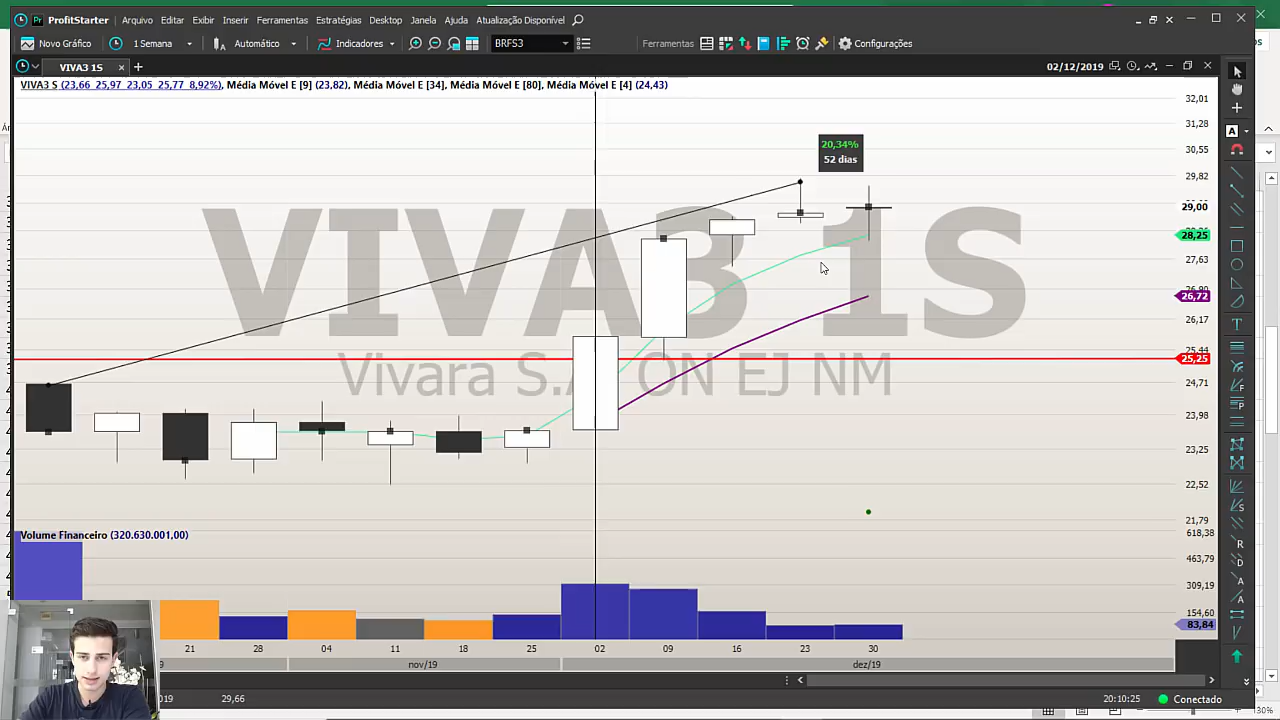 ProfitStarter Arquivo Editar Exibir Inserir Ferramentas Estratégias Desktop Janela Ajuda Atualização Disponível
Novo Gráfico 1 Semana Automático Indicadores BRFS3 Ferramentas Configurações
VIVA3 1S 02/12/2019
VIVA3 S (23,66 25,97 23,05 25,77 8,92%), Média Móvel E [9] (23,82), Média Móvel E [34], Média Móvel E [80], Média Móvel E [4] (24,43)
32,01
31,28
30,55
29,82
29,00
28,25
27,63
26,72
26,17
25,44
25,25
24,71
23,98
23,25
22,52
21,79
20,34%
52 dias
VIVA3 1S
Vivara S.A. ON EJ NM
Volume Financeiro (320.630.001,00)
618,38
463,79
309,19
154,60
83,84
21 28 04 11 18 25 02 09 16 23 30
nov/19 dez/19
29,66 20:10:25 Conectado
30%